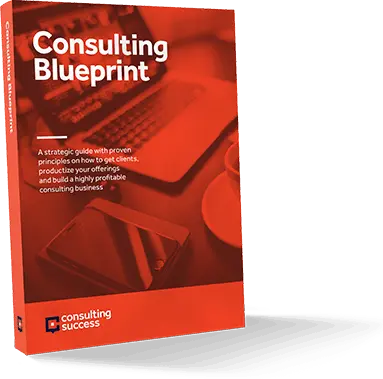 Consulting Blueprint
Consulting
Blueprint
A strategic guide with proven
principles on how to get clients,
productize your offerings
and build a highly profitable
consulting business
consulting
success